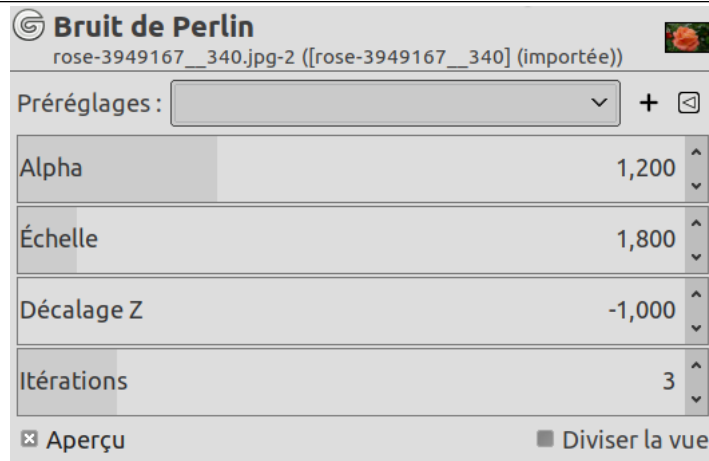 Bruit de Perlin
rose-3949167__340.jpg-2 ([rose-3949167__340] (importée))
Préréglages :
Alpha 1,200
Échelle 1,800
Décalage Z -1,000
Itérations 3
Aperçu Diviser la vue